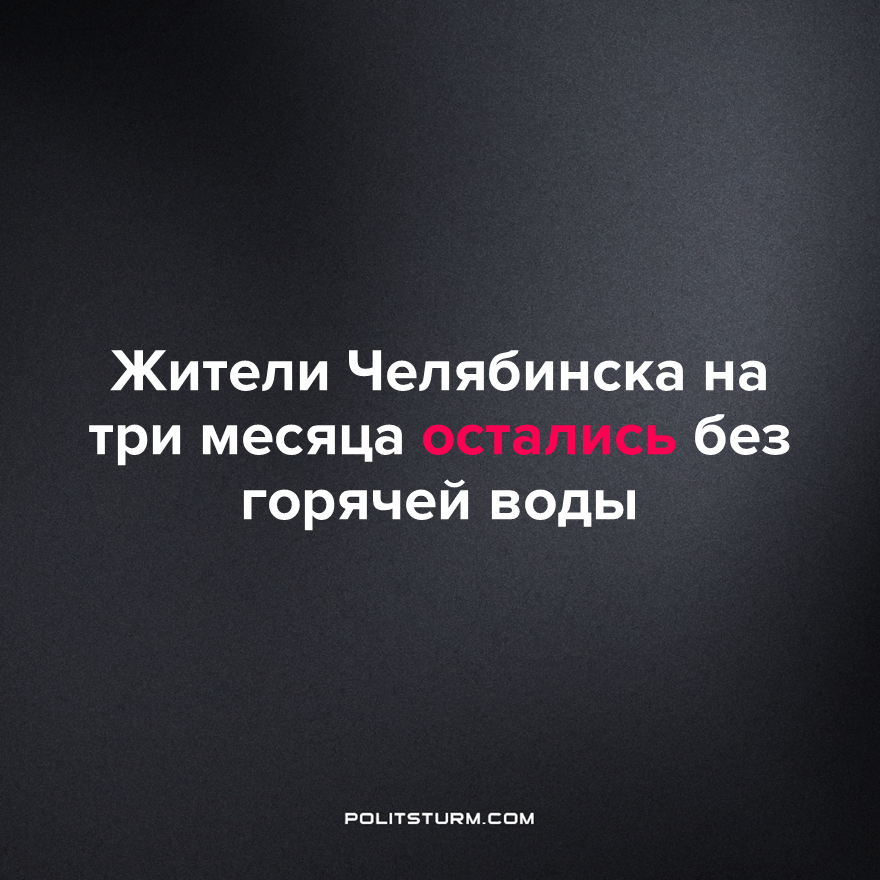 Жители Челябинска на
три месяца остались без
горячей воды
POLITSTURM.COM